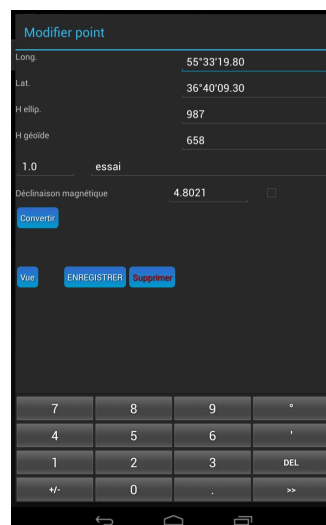 Modifier point
Long. 55°33'19.80
Lat. 36°40'09.30
H ellip. 987
H géoïde 658
1.0 essai
Déclinaison magnétique 4.8021
Convertir
Vue ENREGISTRER Supprimer
7 8 9 °
4 5 6 '
1 2 3 DEL
+/- 0 . >>